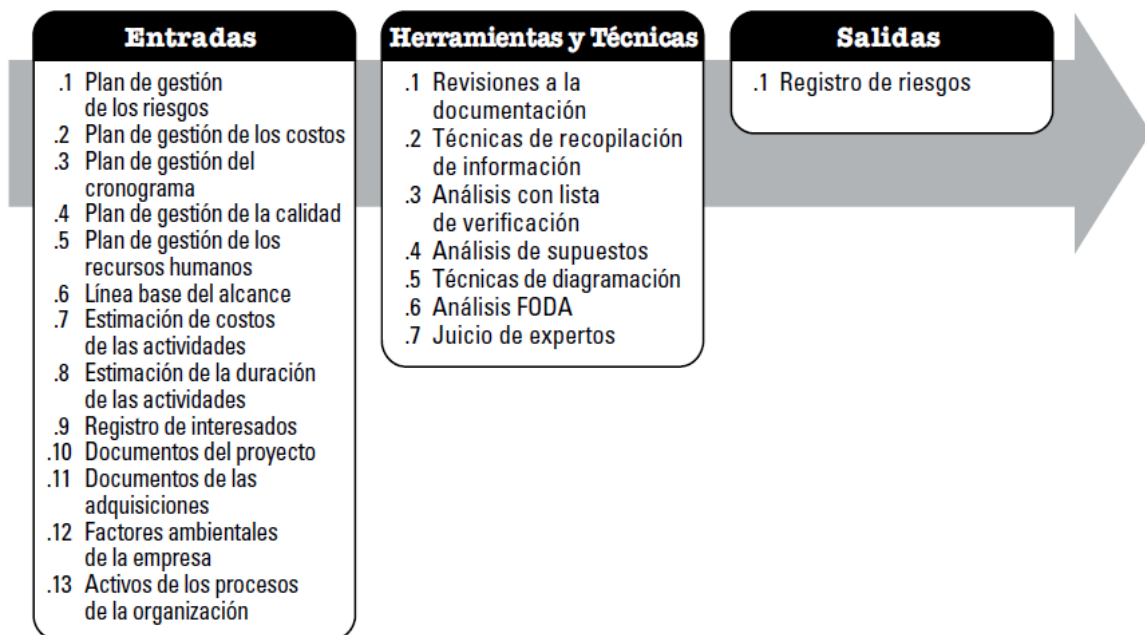 Entradas
.1 Plan de gestión
de los riesgos
.2 Plan de gestión de los costos
.3 Plan de gestión del
cronograma
.4 Plan de gestión de la calidad
.5 Plan de gestión de los
recursos humanos
.6 Línea base del alcance
.7 Estimación de costos
de las actividades
.8 Estimación de la duración
de las actividades
.9 Registro de interesados
.10 Documentos del proyecto
.11 Documentos de las
adquisiciones
.12 Factores ambientales
de la empresa
.13 Activos de los procesos
de la organización
Herramientas y Técnicas
.1 Revisiones a la
documentación
.2 Técnicas de recopilación
de información
.3 Análisis con lista
de verificación
.4 Análisis de supuestos
.5 Técnicas de diagramación
.6 Análisis FODA
.7 Juicio de expertos
Salidas
.1 Registro de riesgos